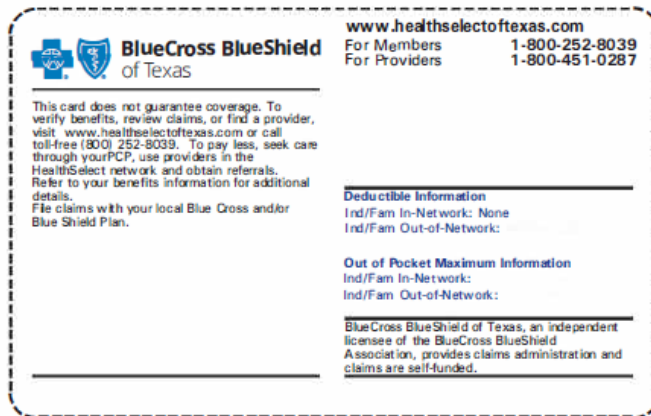 BlueCross BlueShield
of Texas
This card does not guarantee coverage. To
verify benefits, review claims, or find a provider,
visit www.healthselectoftexas.com or call
toll-free (800) 252-8039. To pay less, seek care
through yourPCP, use providers in the
HealthSelect network and obtain referrals.
Refer to your benefits information for additional
details.
File claims with your local Blue Cross and/or
Blue Shield Plan.
www.healthselectoftexas.com
For Members 1-800-252-8039
For Providers 1-800-451-0287
Deductible Information
Ind/Fam In-Network: None
Ind/Fam Out-of-Network:
Out of Pocket Maximum Information
Ind/Fam In-Network:
Ind/Fam Out-of-Network:
BlueCross BlueShield of Texas, an independent
licensee of the BlueCross BlueShield
Association, provides claims administration and
claims are self-funded.